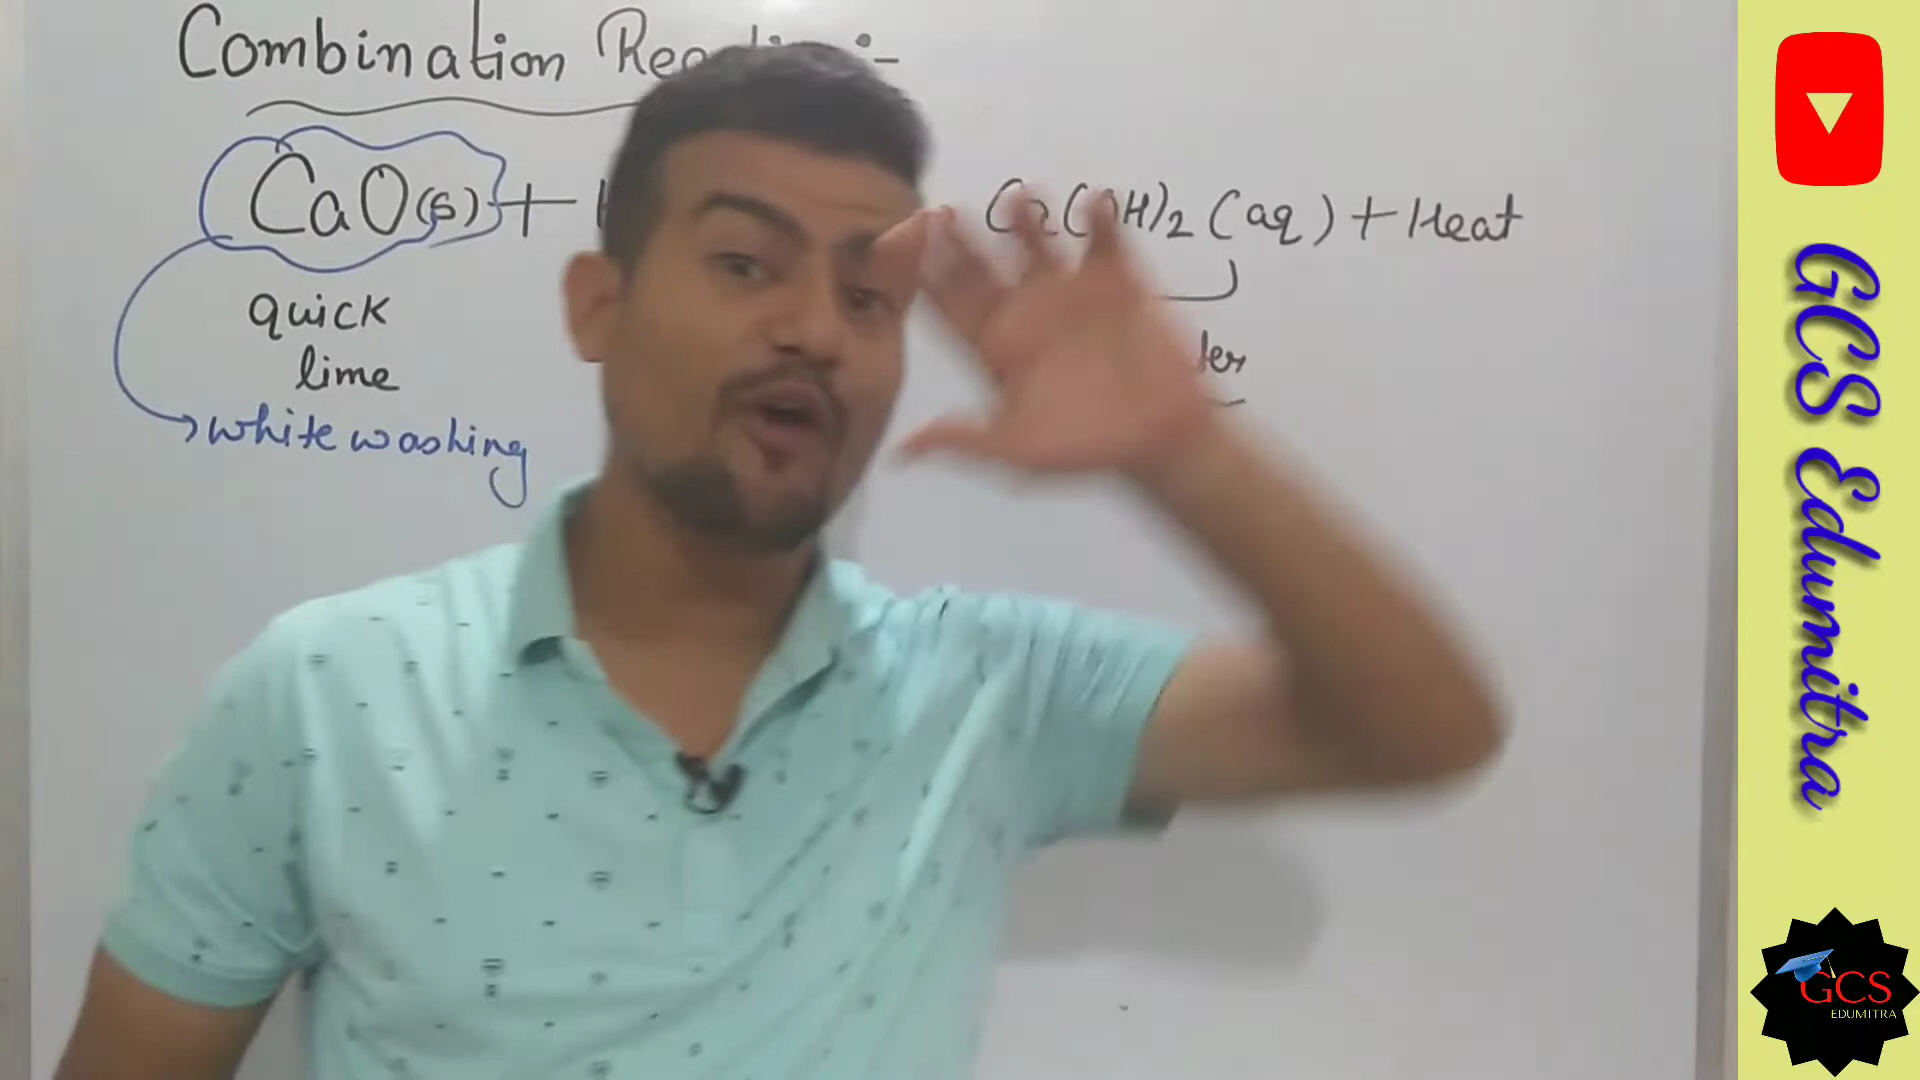 Combination :-
CaO(s) + Ca(OH)2 (aq) + Heat
quick
lime
white washing
GCS Edumitra
GCS
EDUMITRA